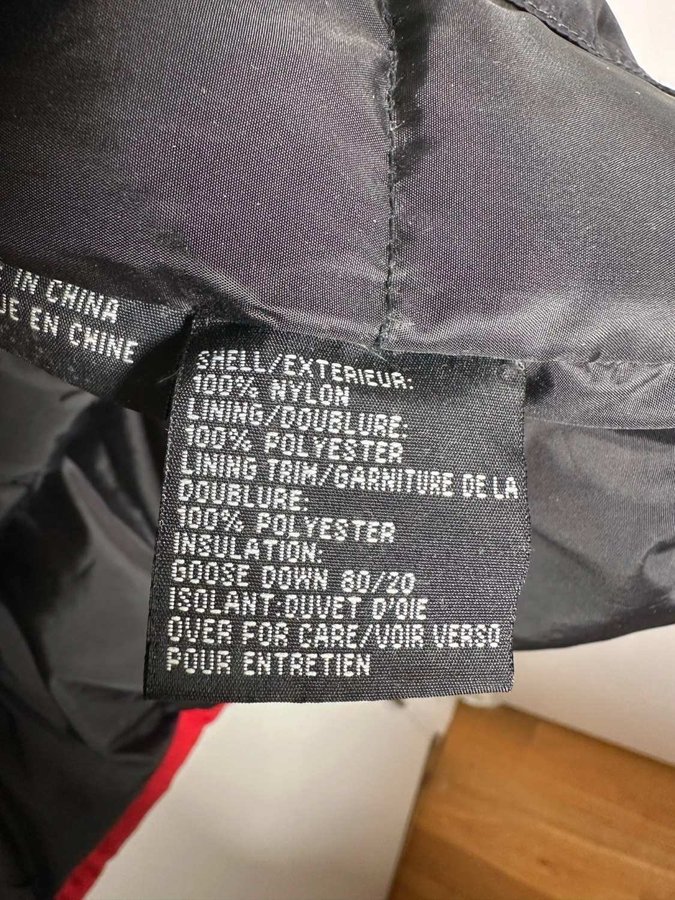 IN CHINA
EN CHINE
SHELL/EXTERIEUR:
100% NYLON
LINING/DOUBLURE:
100% POLYESTER
LINING TRIM/GARNITURE DE LA
DOUBLURE:
100% POLYESTER
INSULATION:
GOOSE DOWN 80/20
ISOLANT:DUVET D'OIE
OVER FOR CARE/VOIR VERSO
POUR ENTRETIEN